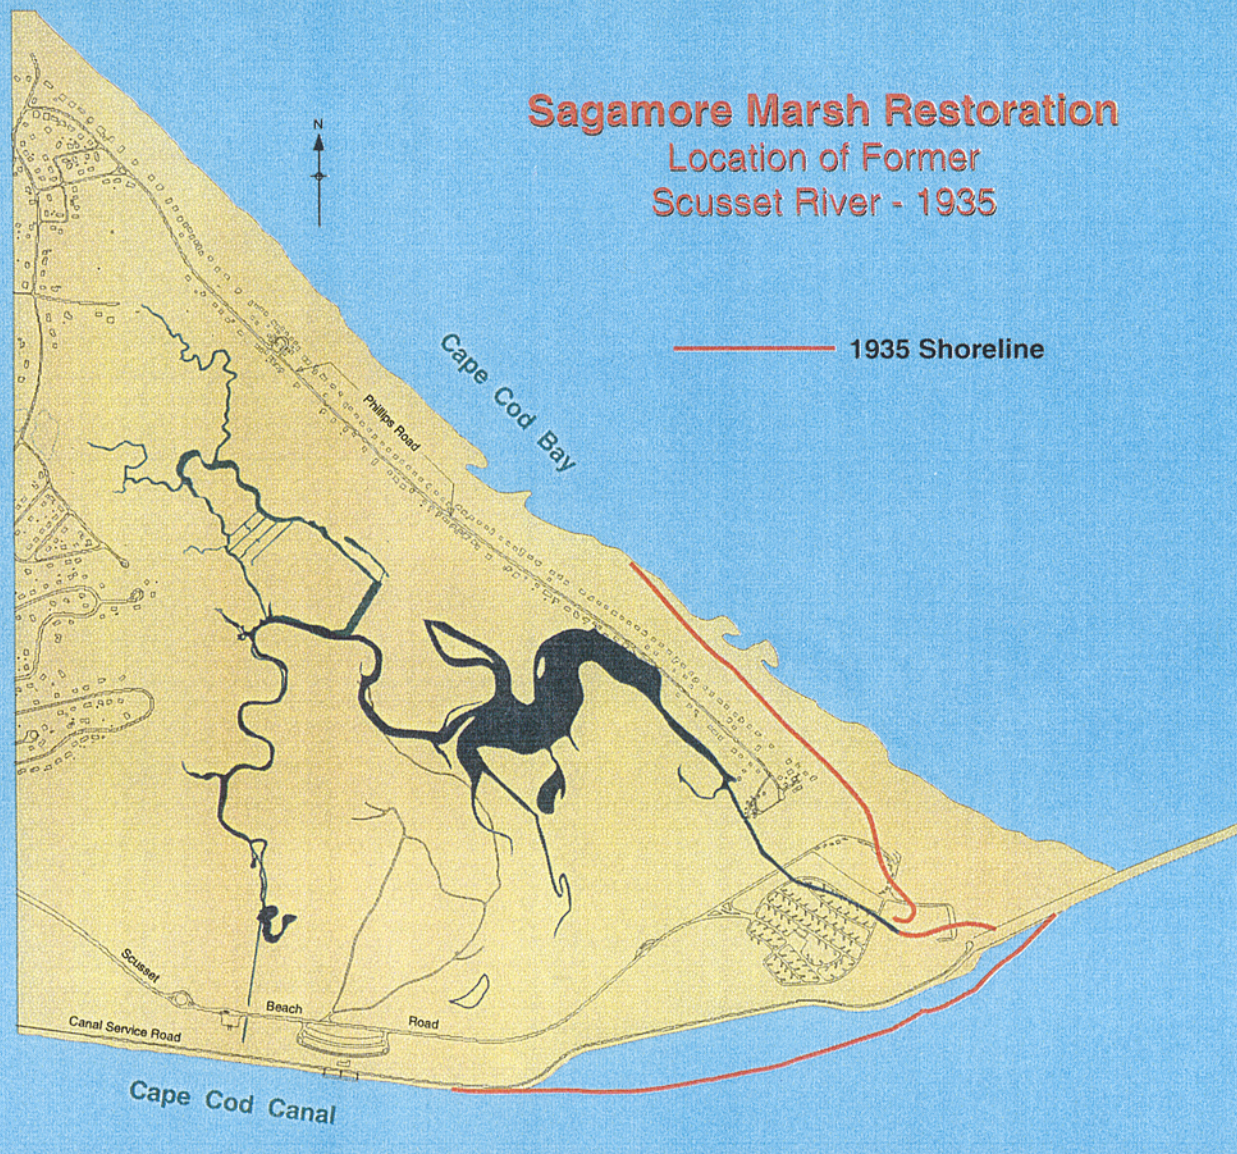 Sagamore Marsh Restoration
Location of Former
Scusset River - 1935
N
1935 Shoreline
Cape Cod Bay
Phillips Road
Scusset
Beach
Road
Canal Service Road
Cape Cod Canal